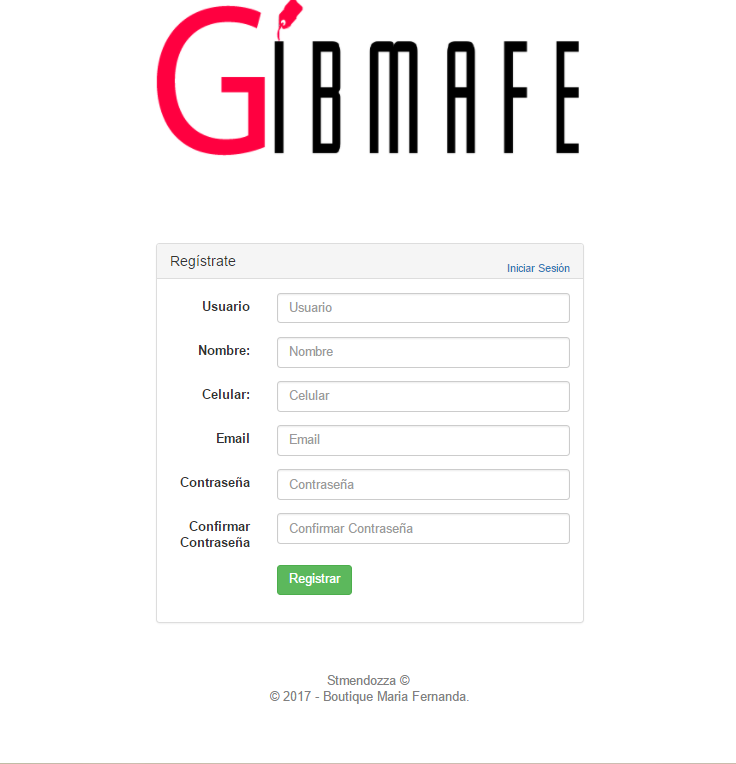 GIBMAFE
Regístrate
Iniciar Sesión
Usuario
Usuario
Nombre:
Nombre
Celular:
Celular
Email
Email
Contraseña
Contraseña
Confirmar
Contraseña
Confirmar Contraseña
Registrar
Stmendozza ©
© 2017 - Boutique Maria Fernanda.